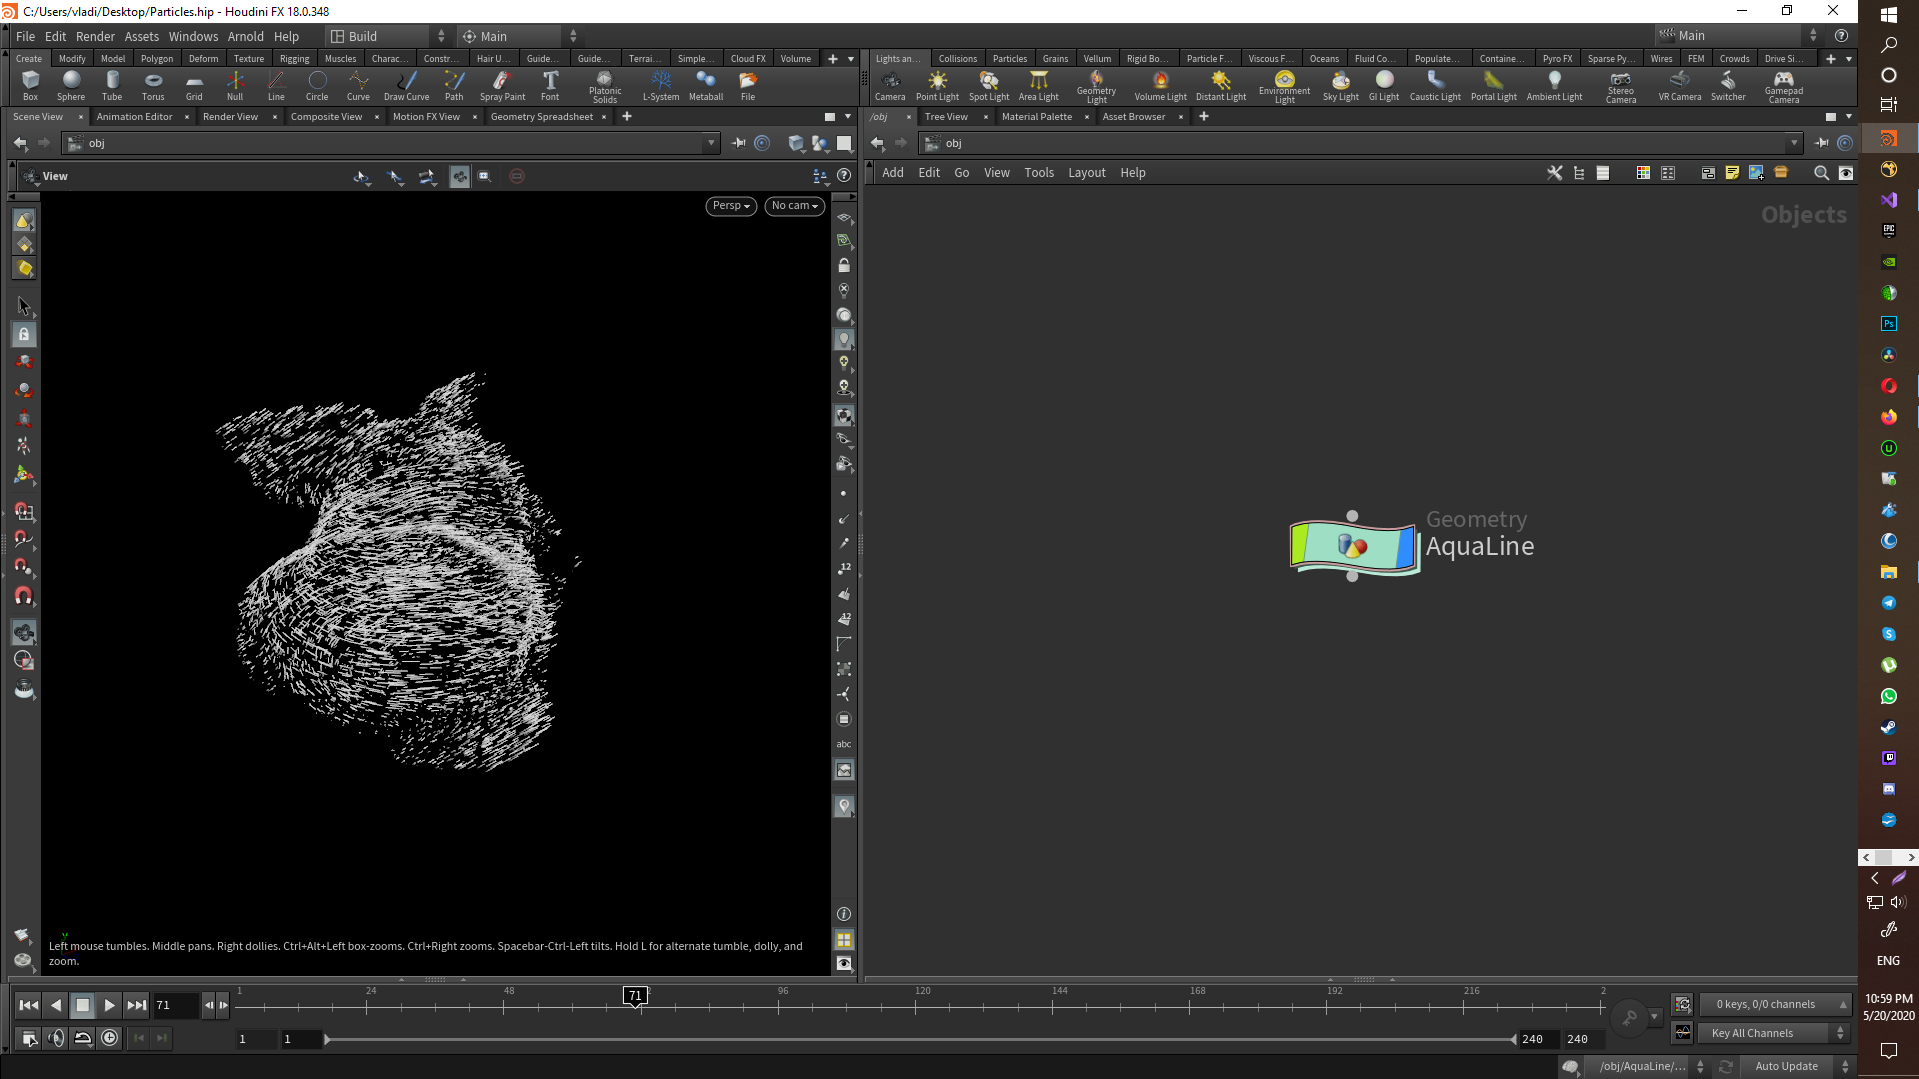 C:/Users/vladi/Desktop/Particles.hip - Houdini FX 18.0.348
File Edit Render Assets Windows Arnold Help Build Main Main
Create Modify Model Polygon Deform Texture Rigging Muscles Charac... Constr... Hair U... Guide... Guide... Terrai... Simple... Cloud FX Volume
Lights an... Collisions Particles Grains Vellum Rigid Bo... Particle F... Viscous F... Oceans Fluid Co... Populate... Containe... Pyro FX Sparse Py... Wires FEM Crowds Drive Si...
Box Sphere Tube Torus Grid Null Line Circle Curve Draw Curve Path Spray Paint Font Platonic Solids L-System Metaball File
Camera Point Light Spot Light Area Light Geometry Light Volume Light Distant Light Environment Light Sky Light GI Light Caustic Light Portal Light Ambient Light Stereo Camera VR Camera Switcher Gamepad Camera
Scene View Animation Editor Render View Composite View Motion FX View Geometry Spreadsheet
/obj Tree View Material Palette Asset Browser
obj
obj
View
Add Edit Go View Tools Layout Help
Persp No cam
Objects
Geometry
AquaLine
12
12
abc
y
Left mouse tumbles. Middle pans. Right dollies. Ctrl+Alt+Left box-zooms. Ctrl+Right zooms. Spacebar-Ctrl-Left tilts. Hold L for alternate tumble, dolly, and
zoom.
71 1 24 48 71 2 96 120 144 168 192 216 2
0 keys, 0/0 channels
1 1 240 240
Key All Channels
/obj/AquaLine/... Auto Update
EPIC
Ps
ENG
10:59 PM
5/20/2020